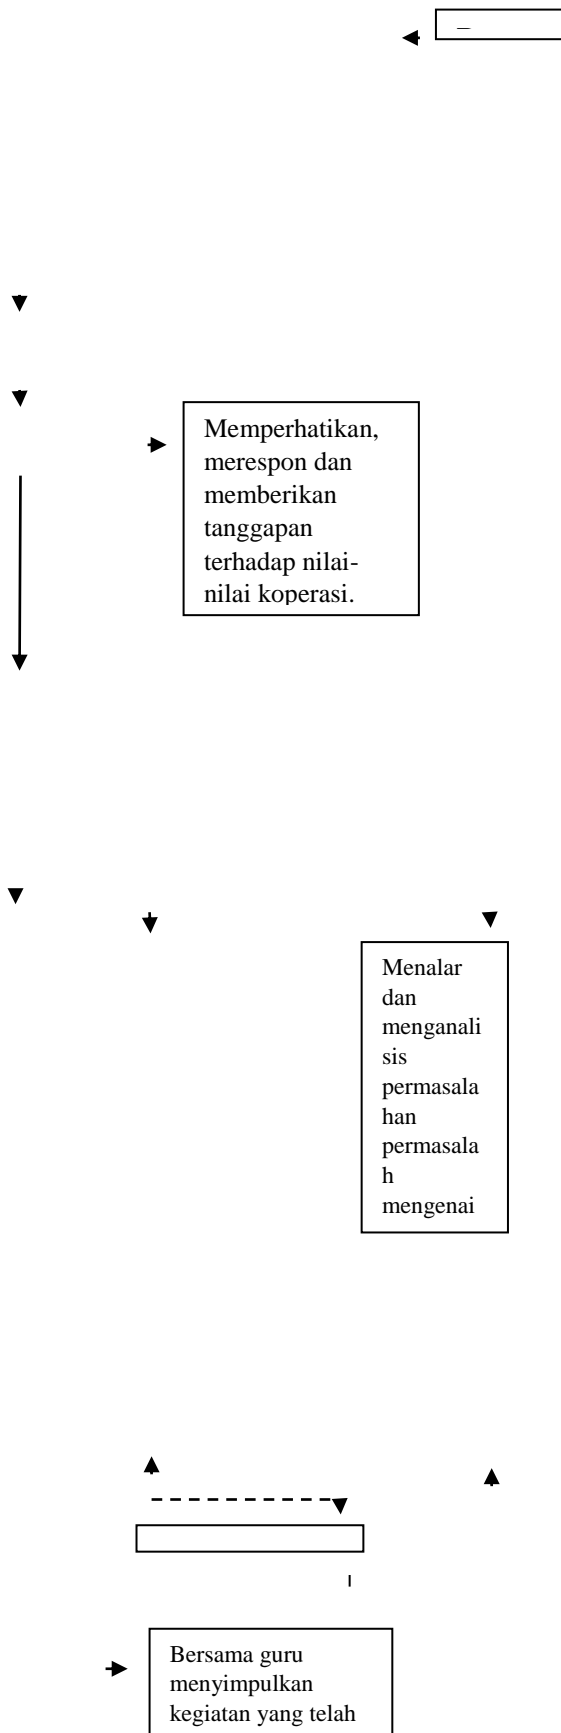 Memperhatikan,
merespon dan
memberikan
tanggapan
terhadap nilai-
nilai koperasi.
Menalar
dan
menganali
sis
permasala
han
permasala
h
mengenai
Bersama guru
menyimpulkan
kegiatan yang telah